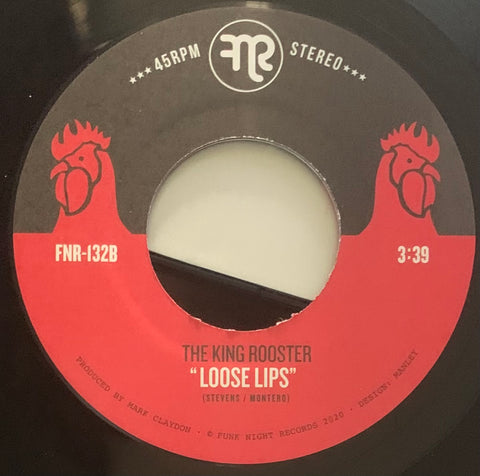 ★★★ 45RPM
FNR
STEREO ★★★
FNR-132B
3:39
THE KING ROOSTER
"LOOSE LIPS"
(STEVENS / MONTERO)
PRODUCED BY MARK CLAYDON · © FUNK NIGHT RECORDS 2020 · DESIGN: MANLEY